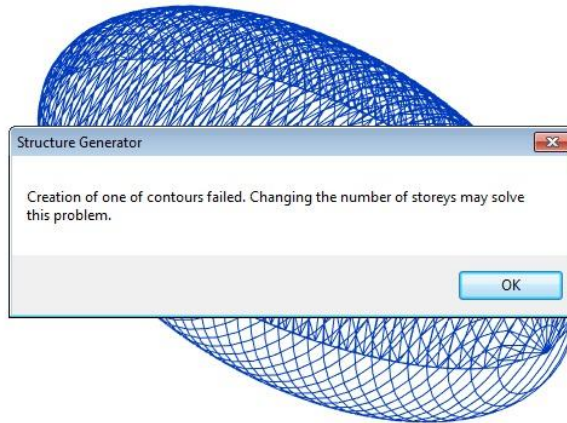 Structure Generator
Creation of one of contours failed. Changing the number of storeys may solve
this problem.
OK